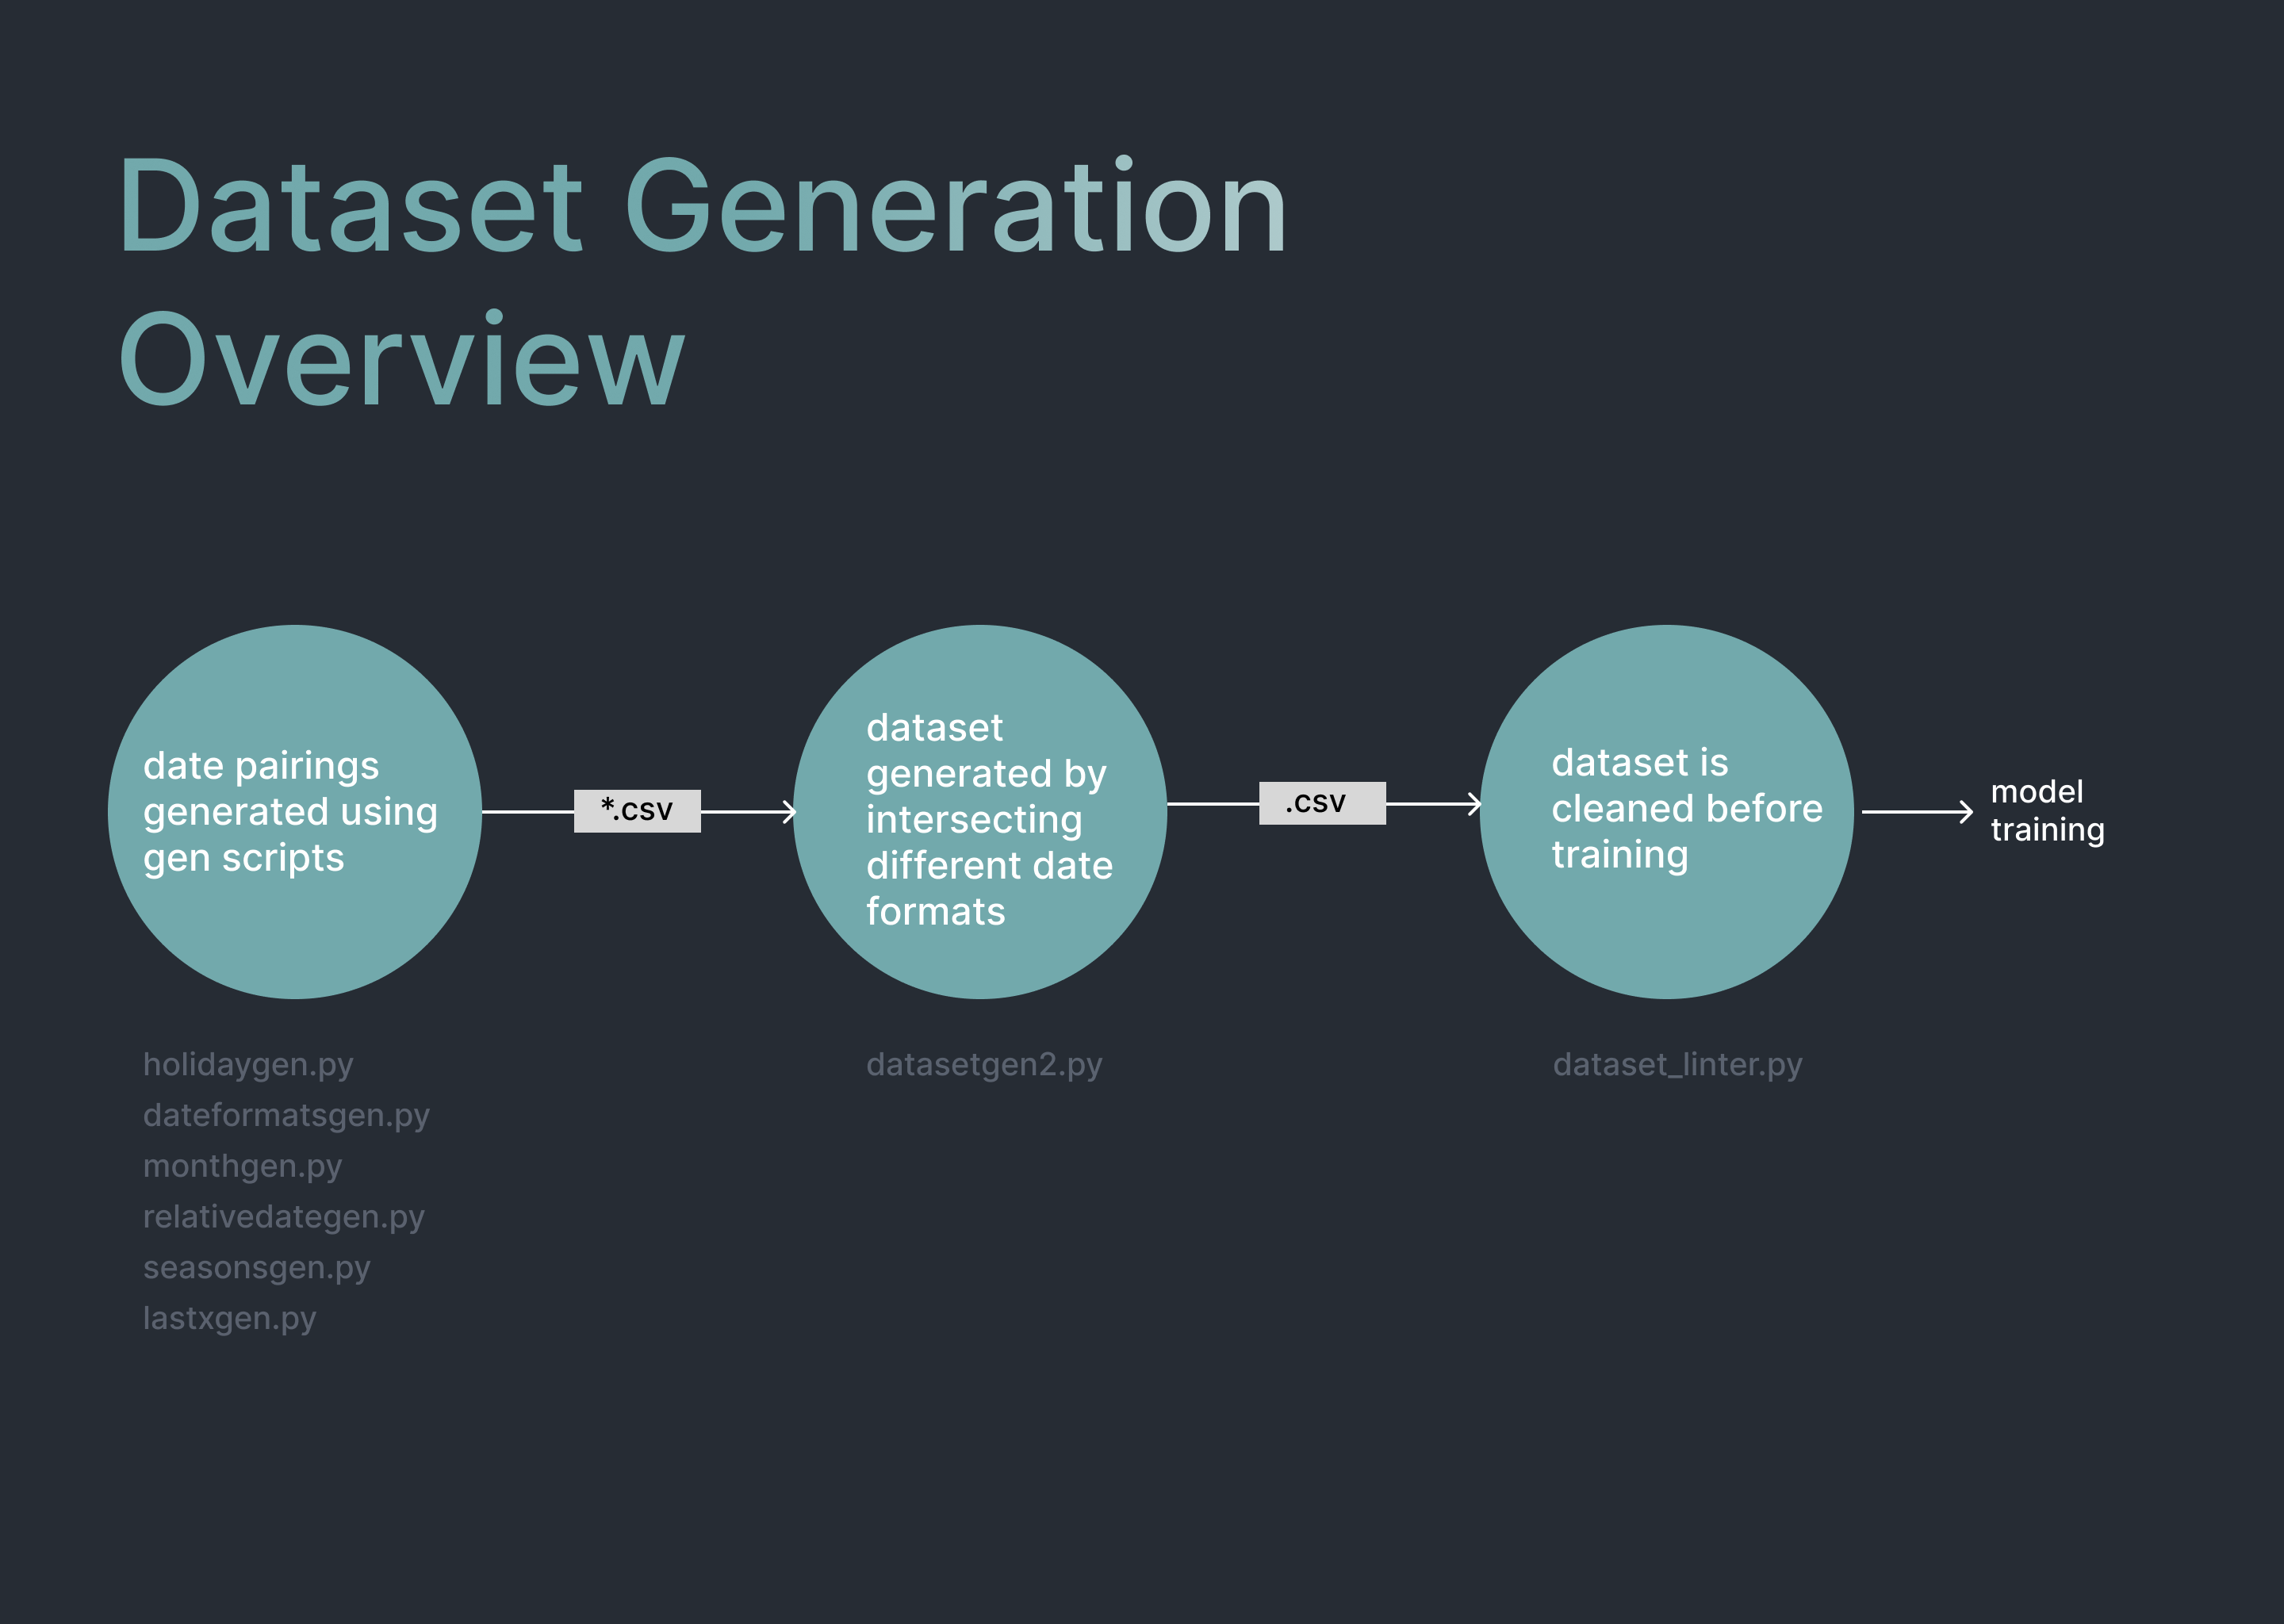 Dataset Generation
Overview
date pairings
generated using
gen scripts
*.csv
dataset
generated by
intersecting
different date
formats
.csv
dataset is
cleaned before
training
model
training
holidaygen.py
dateformatsgen.py
monthgen.py
relativedategen.py
seasonsgen.py
lastxgen.py
datasetgen2.py
dataset_linter.py